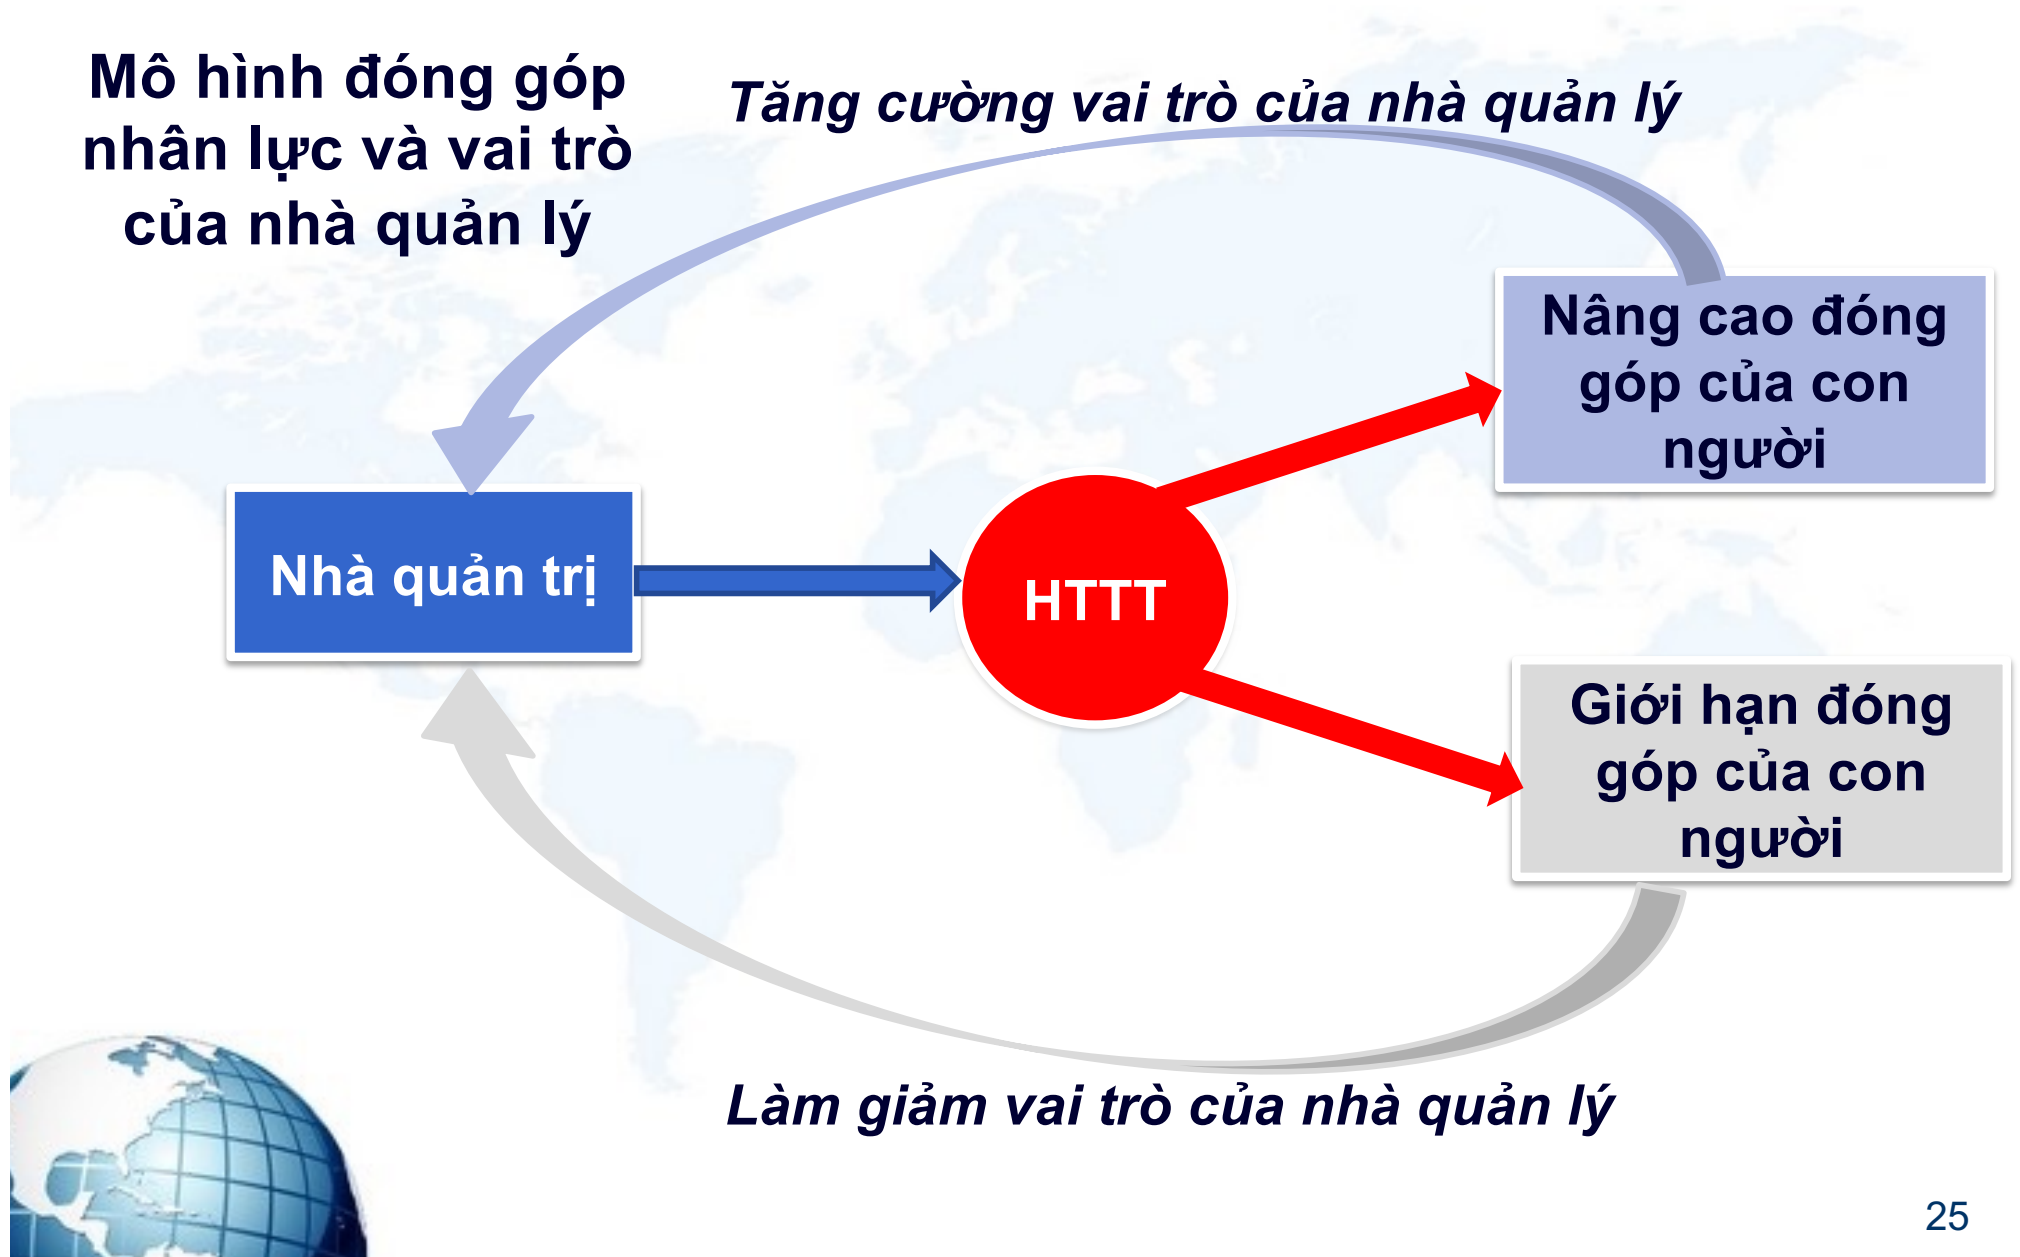 Mô hình đóng góp
nhân lực và vai trò
của nhà quản lý
Tăng cường vai trò của nhà quản lý
Nâng cao đóng
góp của con
người
Nhà quản trị
HTTT
Giới hạn đóng
góp của con
người
Làm giảm vai trò của nhà quản lý
25